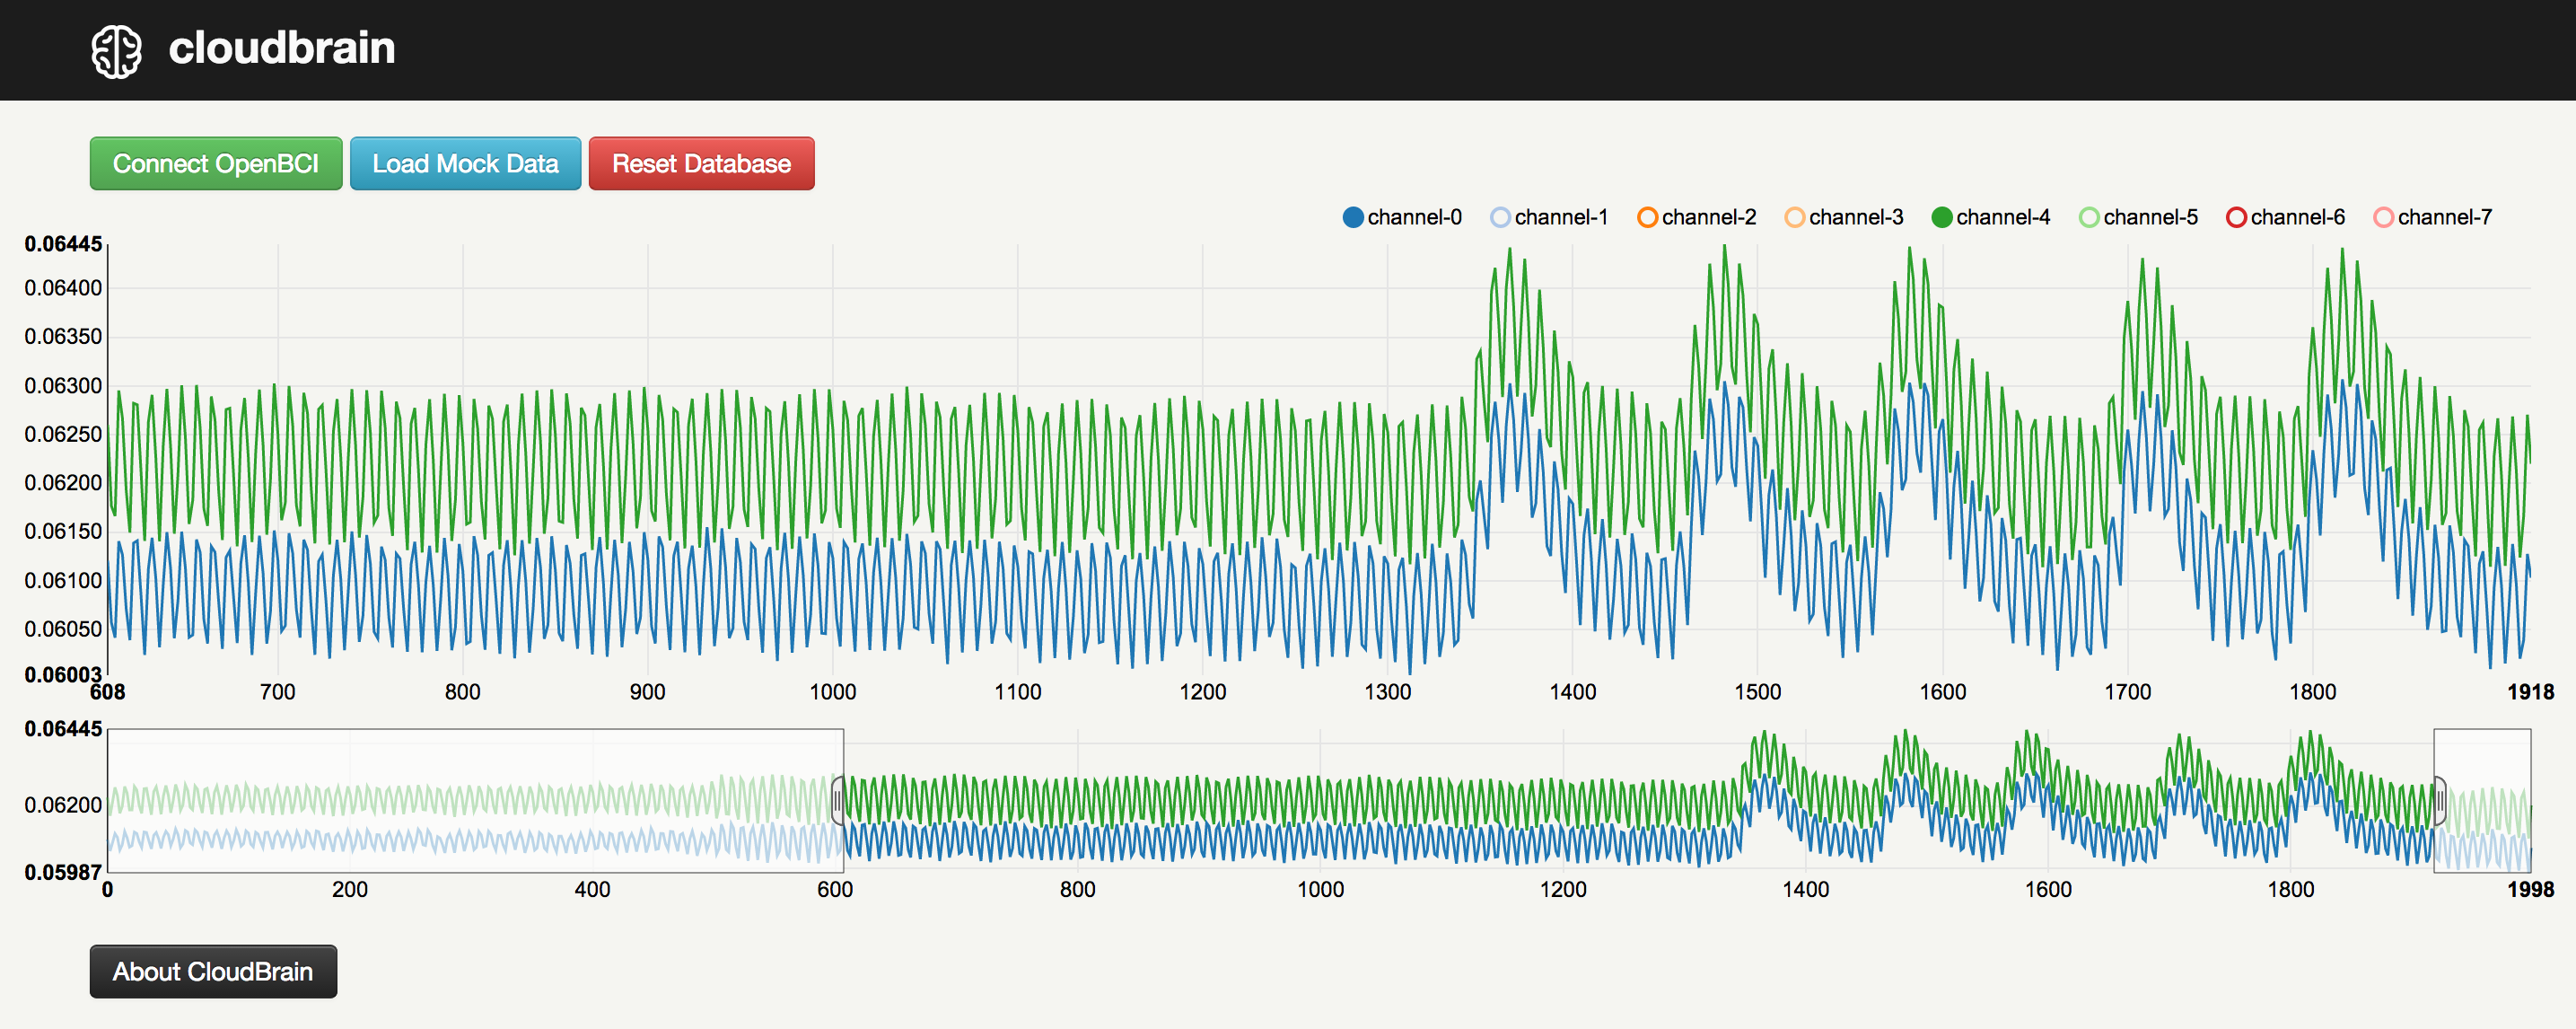 cloudbrain
Connect OpenBCI Load Mock Data Reset Database
channel-0 channel-1 channel-2 channel-3 channel-4 channel-5 channel-6 channel-7
0.06445
0.06400
0.06350
0.06300
0.06250
0.06200
0.06150
0.06100
0.06050
0.06003
608 700 800 900 1000 1100 1200 1300 1400 1500 1600 1700 1800 1918
0.06445
0.06200
0.05987
0 200 400 600 800 1000 1200 1400 1600 1800 1998
About CloudBrain